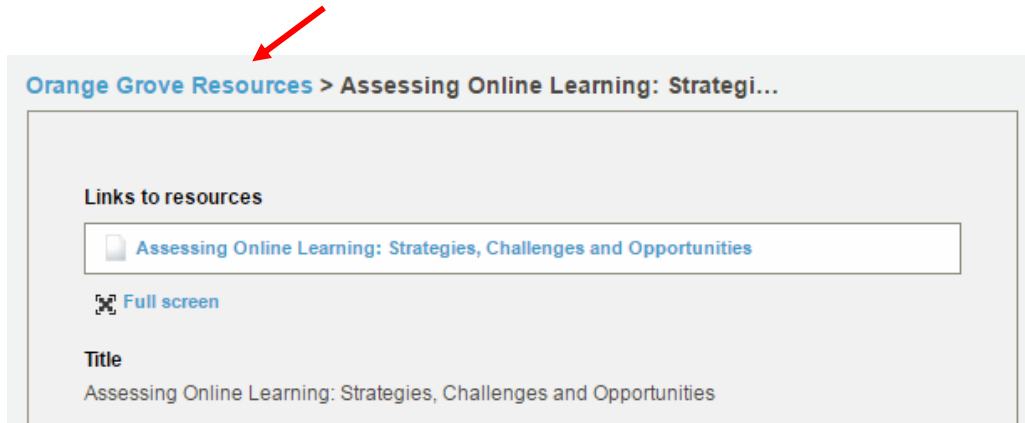 Orange Grove Resources > Assessing Online Learning: Strategi...
Links to resources
Assessing Online Learning: Strategies, Challenges and Opportunities
Full screen
Title
Assessing Online Learning: Strategies, Challenges and Opportunities